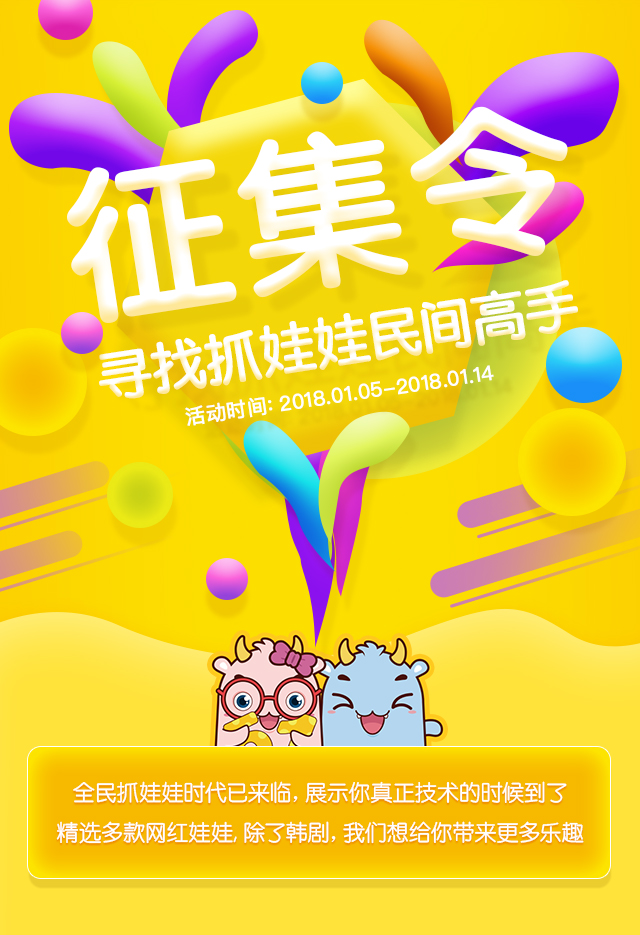 征集令
寻找抓娃娃民间高手
活动时间: 2018.01.05-2018.01.14
全民抓娃娃时代已来临, 展示你真正技术的时候到了
精选多款网红娃娃, 除了韩剧, 我们想给你带来更多乐趣